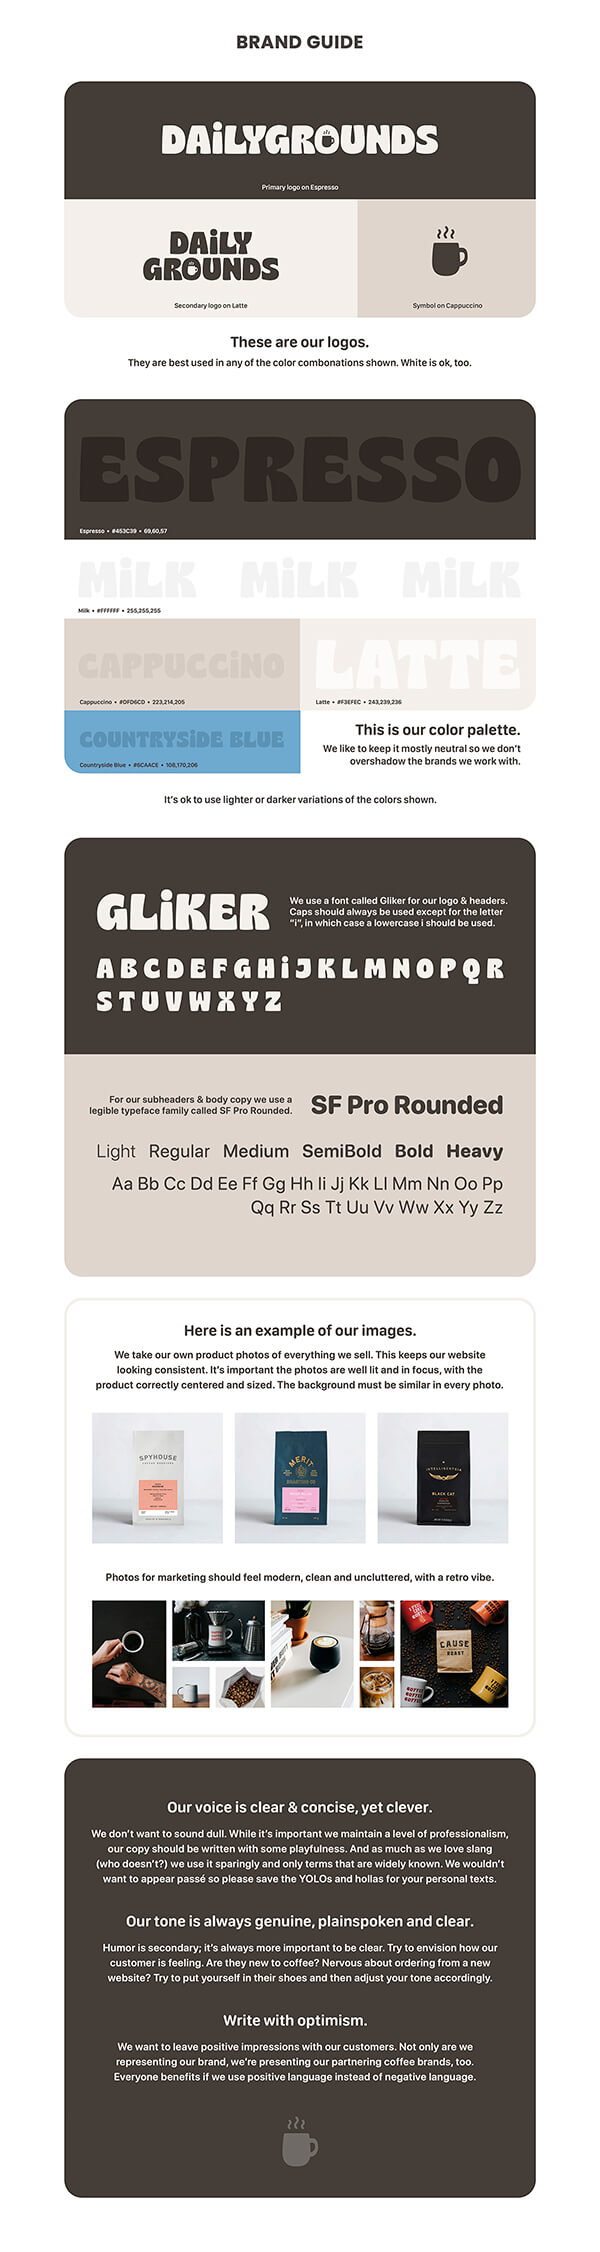 BRAND GUIDE
DAiLYGROUNDS
Primary logo on Espresso
DAiLY
GROUNDS
Secondary logo on Latte
Symbol on Cappuccino
These are our logos.
They are best used in any of the color combonations shown. White is ok, too.
ESPRESSO
Espresso • #453C39 • 69,60,57
MiLK MiLK MiLK
Milk • #FFFFFF • 255,255,255
CAPPUCCiNO
Cappuccino • #DFD6CD • 223,214,205
LATTE
Latte • #F3EFEC • 243,239,236
COUNTRYSiDE BLUE
Countryside Blue • #6CAACE • 108,170,206
This is our color palette.
We like to keep it mostly neutral so we don't
overshadow the brands we work with.
It's ok to use lighter or darker variations of the colors shown.
GLiKER
We use a font called Gliker for our logo & headers.
Caps should always be used except for the letter
“i”, in which case a lowercase i should be used.
ABCDEFGHiJKLMNOPQR
STUVWXYZ
For our subheaders & body copy we use a
legible typeface family called SF Pro Rounded.
SF Pro Rounded
Light Regular Medium SemiBold Bold Heavy
Aa Bb Cc Dd Ee Ff Gg Hh Ii Jj Kk Ll Mm Nn Oo Pp
Qq Rr Ss Tt Uu Vv Ww Xx Yy Zz
Here is an example of our images.
We take our own product photos of everything we sell. This keeps our website
looking consistent. It's important the photos are well lit and in focus, with the
product correctly centered and sized. The background must be similar in every photo.
SPYHOUSE
COFFEE ROASTERS
MERIT
ROASTING CO
INTELLIGENTSIA
BLACK CAT
Photos for marketing should feel modern, clean and uncluttered, with a retro vibe.
CAUSE
ROAST
COFFEE
COFFEE
COFFEE
Our voice is clear & concise, yet clever.
We don't want to sound dull. While it's important we maintain a level of professionalism,
our copy should be written with some playfulness. And as much as we love slang
(who doesn't?) we use it sparingly and only terms that are widely known. We wouldn't
want to appear passé so please save the YOLOs and hollas for your personal texts.
Our tone is always genuine, plainspoken and clear.
Humor is secondary; it's always more important to be clear. Try to envision how our
customer is feeling. Are they new to coffee? Nervous about ordering from a new
website? Try to put yourself in their shoes and then adjust your tone accordingly.
Write with optimism.
We want to leave positive impressions with our customers. Not only are we
representing our brand, we're presenting our partnering coffee brands, too.
Everyone benefits if we use positive language instead of negative language.